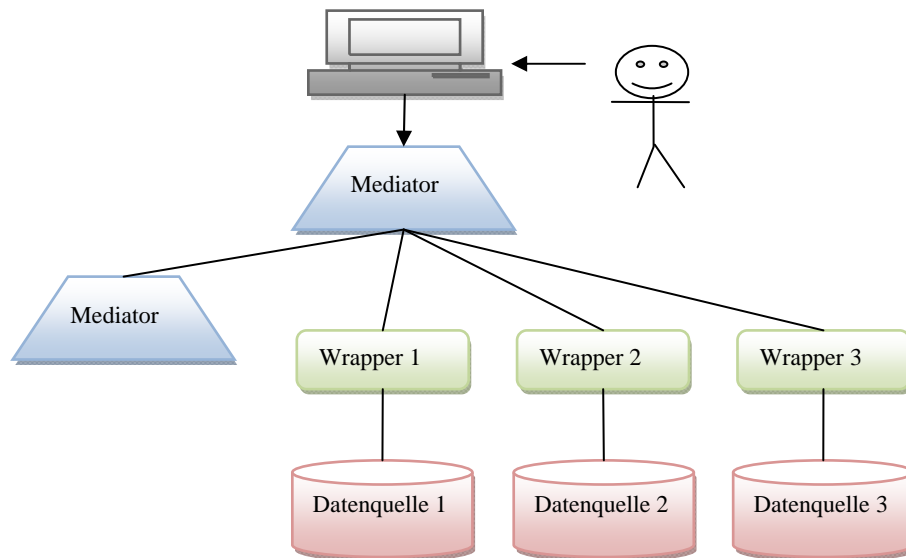 Mediator
Mediator
Wrapper 1
Wrapper 2
Wrapper 3
Datenquelle 1
Datenquelle 2
Datenquelle 3